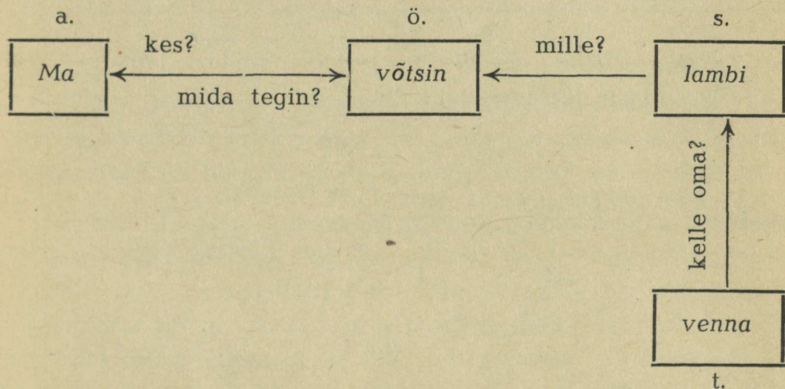 a. ö. s.
kes? mille?
Ma võtsin lambi
mida tegin?
kelle oma?
venna
t.